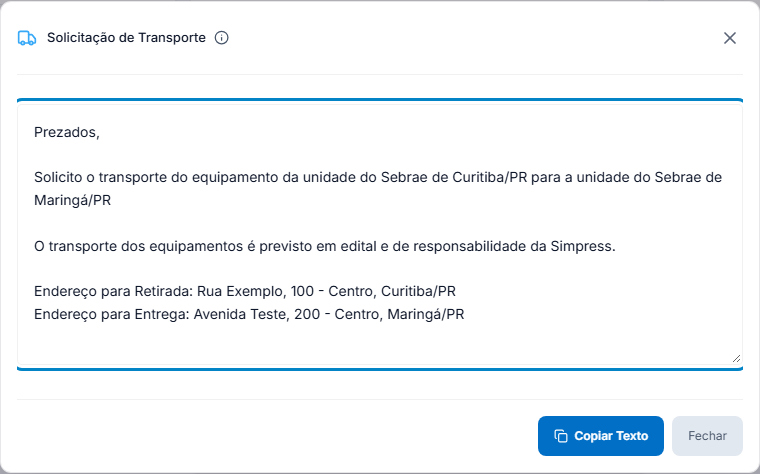 Solicitação de Transporte
Prezados,
Solicito o transporte do equipamento da unidade do Sebrae de Curitiba/PR para a unidade do Sebrae de
Maringá/PR
O transporte dos equipamentos é previsto em edital e de responsabilidade da Simpress.
Endereço para Retirada: Rua Exemplo, 100 - Centro, Curitiba/PR
Endereço para Entrega: Avenida Teste, 200 - Centro, Maringá/PR
Copiar Texto
Fechar